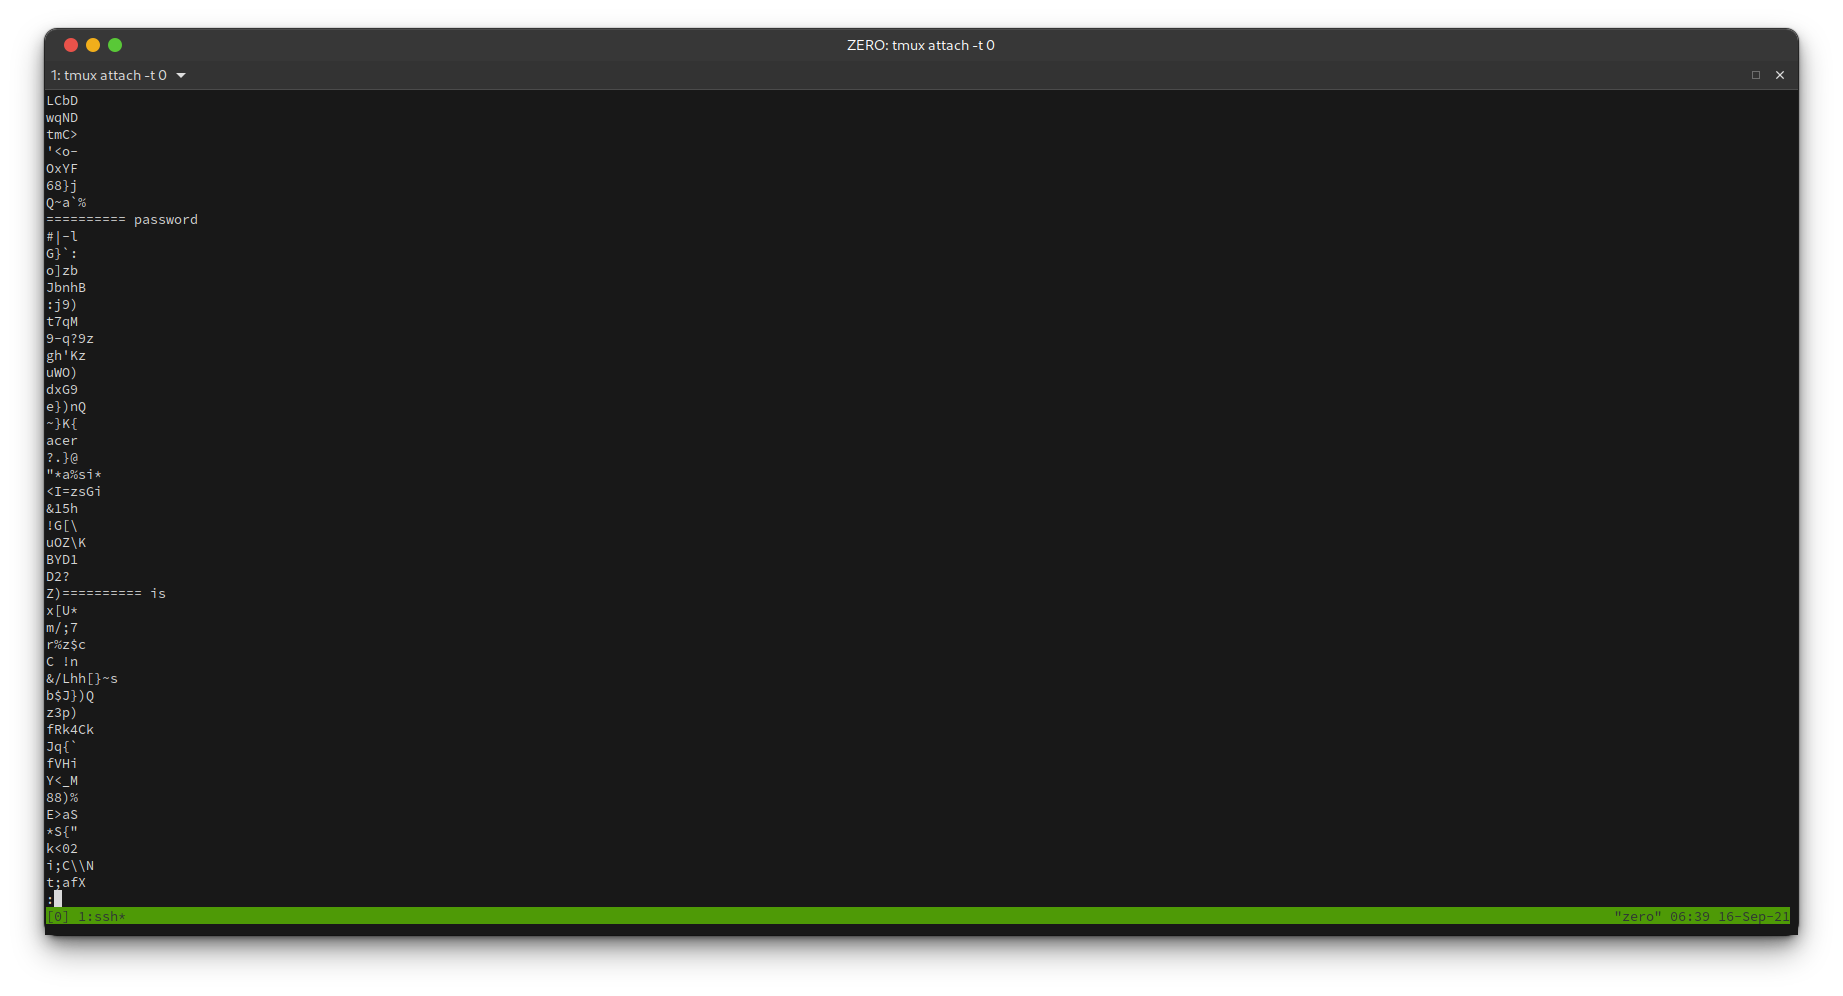 ZERO: tmux attach -t 0
1: tmux attach -t 0
LCbD
wqND
tmC>
'<o-
OxYF
68}j
Q~a`%
========== password
#|-l
G}`:
o]zb
JbnhB
:j9)
t7qM
9-q?9z
gh'Kz
uWO)
dxG9
e})nQ
~}K{
acer
?.}@
"*a%si*
<I=zsGi
&15h
!G[\
uOZ\K
BYD1
D2?
Z)========== is
x[U*
m/;7
r%z$c
C !n
&/Lhh[}~s
b$J})Q
z3p)
fRk4Ck
Jq{`
fVHi
Y<_M
88)%
E>aS
*S{"
k<02
i;C\\N
t;afX
:
[0] 1:ssh* "zero" 06:39 16-Sep-21